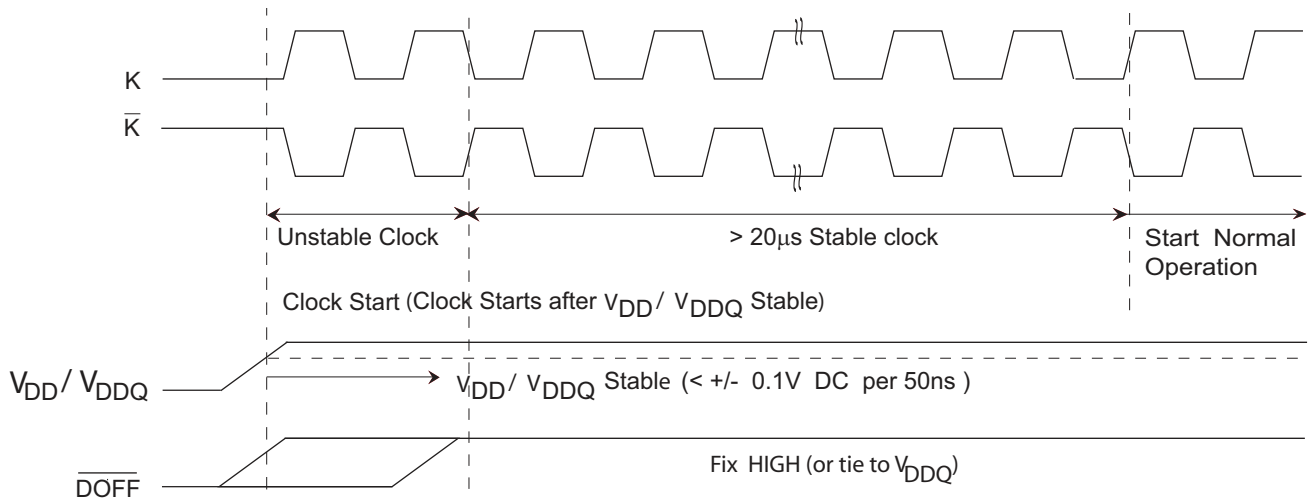 K
K̅
Unstable Clock
> 20μs Stable clock
Start Normal
Operation
Clock Start (Clock Starts after VDD / VDDQ Stable)
VDD / VDDQ
VDD / VDDQ Stable (< +/- 0.1V DC per 50ns )
D̅O̅F̅F̅
Fix HIGH (or tie to VDDQ)